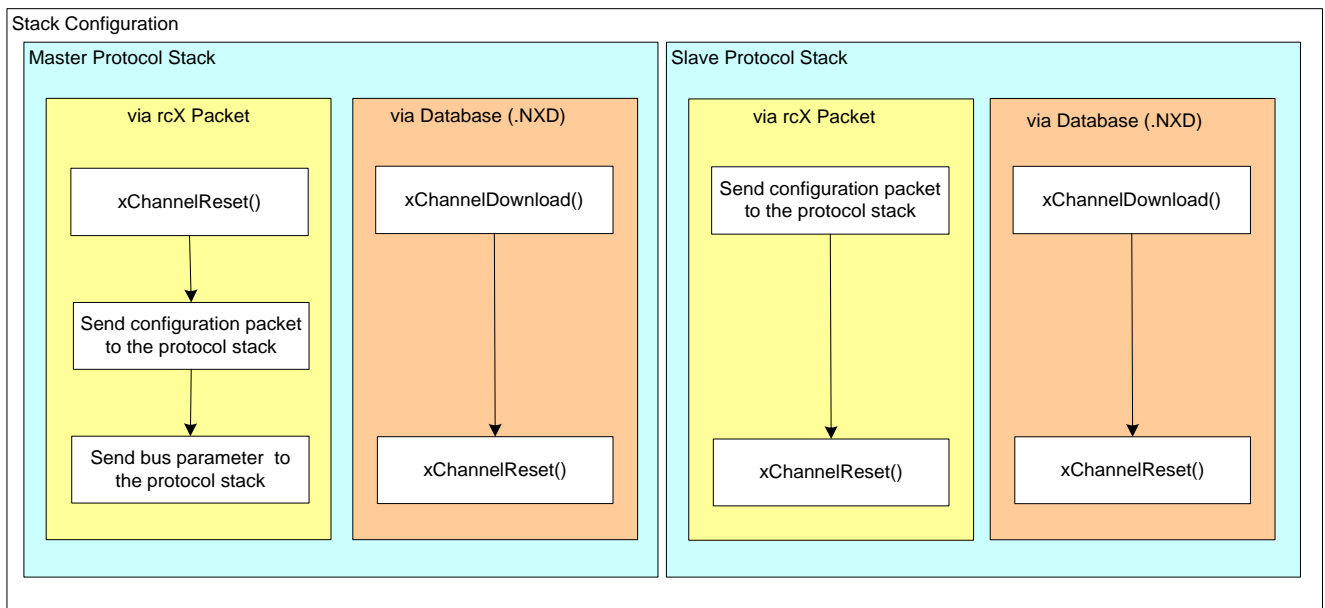 Stack Configuration
Master Protocol Stack
via rcX Packet
xChannelReset()
Send configuration packet
to the protocol stack
Send bus parameter to
the protocol stack
via Database (.NXD)
xChannelDownload()
xChannelReset()
Slave Protocol Stack
via rcX Packet
Send configuration packet
to the protocol stack
xChannelReset()
via Database (.NXD)
xChannelDownload()
xChannelReset()